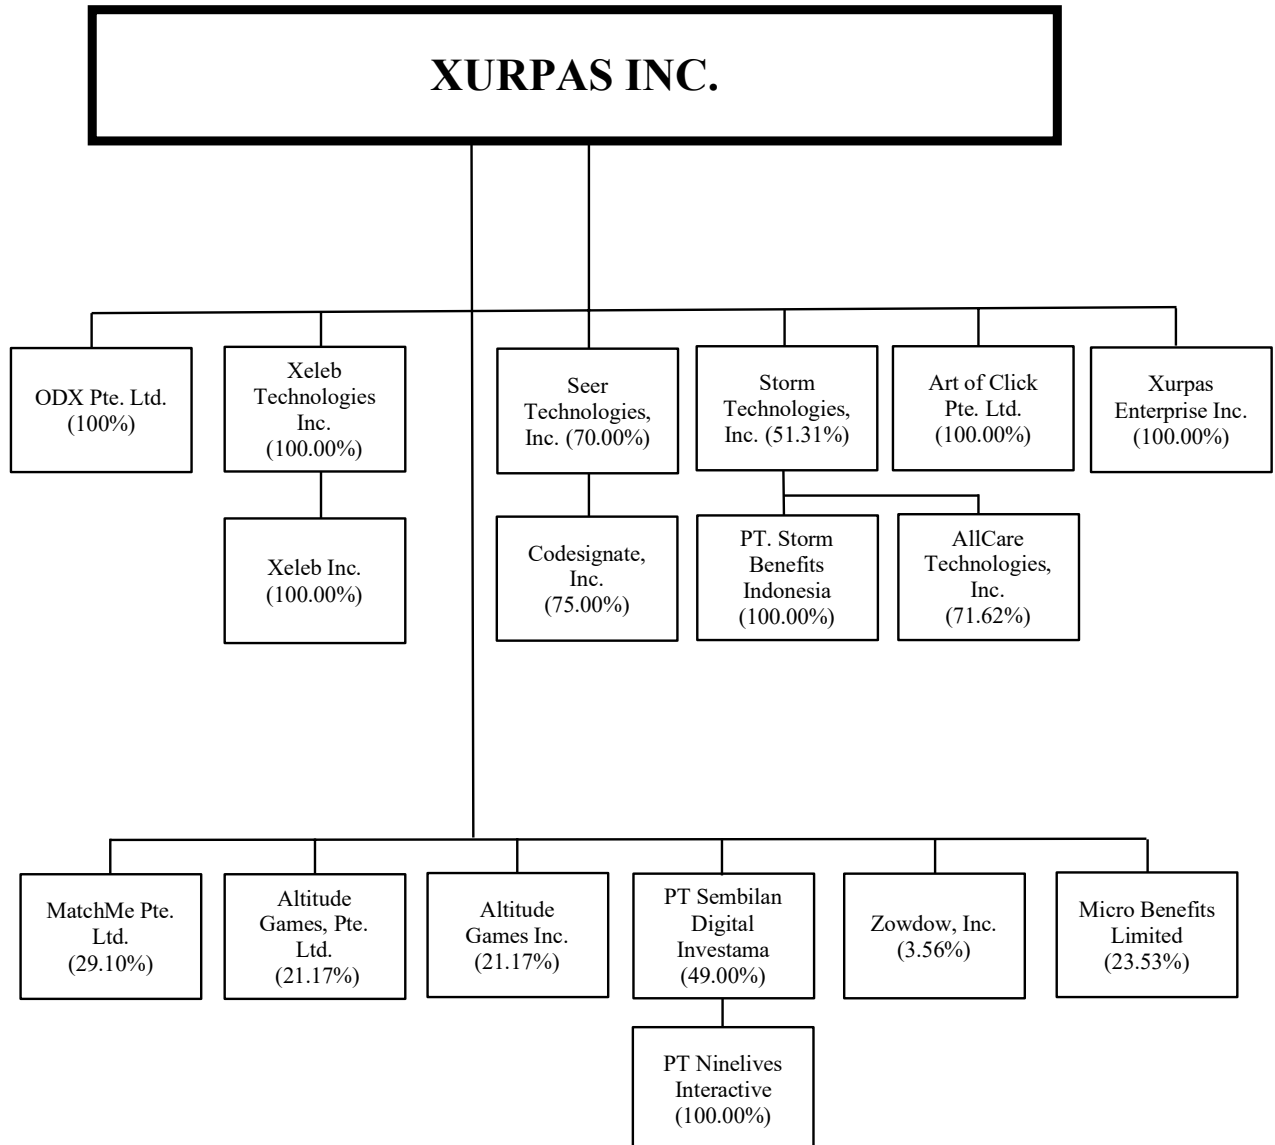 XURPAS INC.
ODX Pte. Ltd.
(100%)
Xeleb
Technologies
Inc.
(100.00%)
Seer
Technologies,
Inc. (70.00%)
Storm
Technologies,
Inc. (51.31%)
Art of Click
Pte. Ltd.
(100.00%)
Xurpas
Enterprise Inc.
(100.00%)
Xeleb Inc.
(100.00%)
Codesignate,
Inc.
(75.00%)
PT. Storm
Benefits
Indonesia
(100.00%)
AllCare
Technologies,
Inc.
(71.62%)
MatchMe Pte.
Ltd.
(29.10%)
Altitude
Games, Pte.
Ltd.
(21.17%)
Altitude
Games Inc.
(21.17%)
PT Sembilan
Digital
Investama
(49.00%)
Zowdow, Inc.
(3.56%)
Micro Benefits
Limited
(23.53%)
PT Ninelives
Interactive
(100.00%)